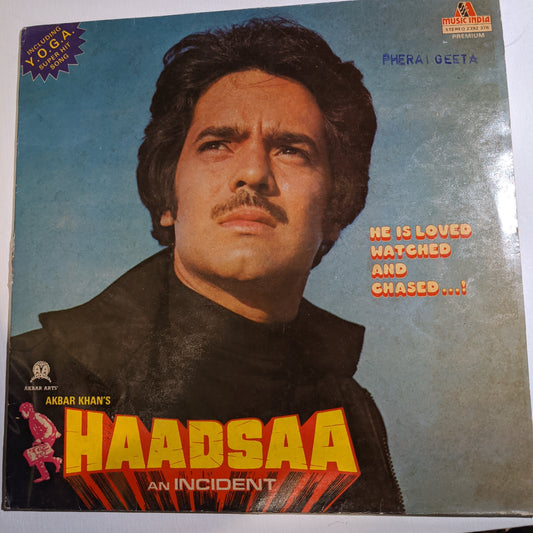 INCLUDING
Y.O.G.A.
SUPER HIT
SONG
MUSIC INDIA
STEREO 2392 376
PREMIUM
PHERAI GEETA
HE IS LOVED
WATCHED
AND
CHASED...!
AKBAR ARTS
AKBAR KHAN'S
HAADSAA
AN INCIDENT